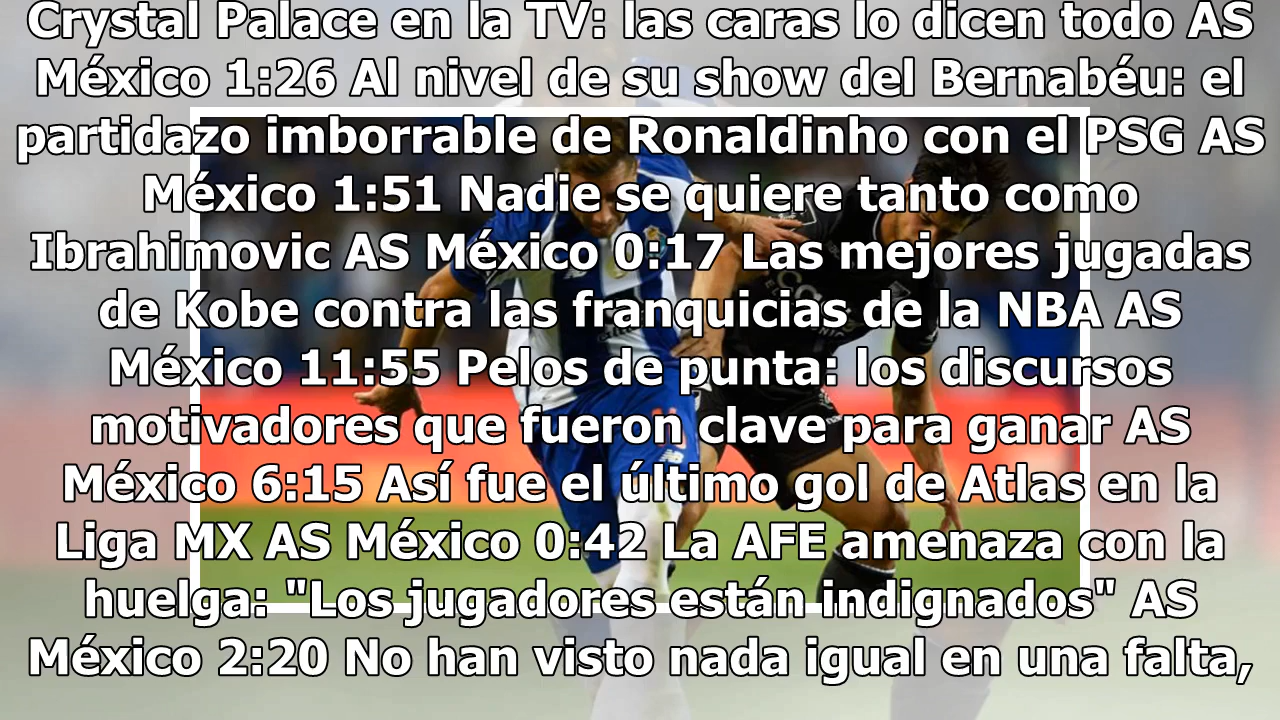 Crystal Palace en la TV: las caras lo dicen todo AS
México 1:26 Al nivel de su show del Bernabéu: el
partidazo imborrable de Ronaldinho con el PSG AS
México 1:51 Nadie se quiere tanto como
Ibrahimovic AS México 0:17 Las mejores jugadas
de Kobe contra las franquicias de la NBA AS
México 11:55 Pelos de punta: los discursos
motivadores que fueron clave para ganar AS
México 6:15 Así fue el último gol de Atlas en la
Liga MX AS México 0:42 La AFE amenaza con la
huelga: "Los jugadores están indignados" AS
México 2:20 No han visto nada igual en una falta,